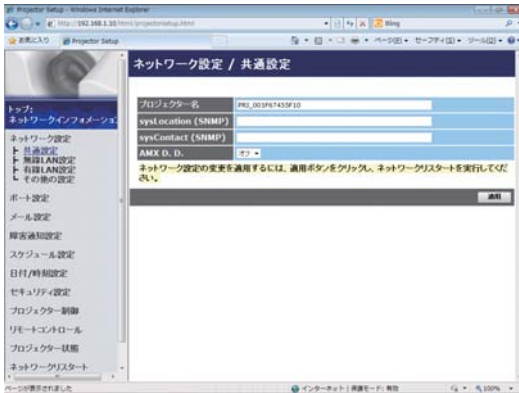 Projector Setup - Windows Internet Explorer
http://192.168.1.10/html/projectorsetup.html
Bing
お気に入り
Projector Setup
ページ(P)
セーフティ(S)
ツール(O)
ネットワーク設定 / 共通設定
トップ:
ネットワークインフォメーション
ネットワーク設定
共通設定
無線LAN設定
有線LAN設定
その他の設定
ポート設定
メール設定
障害通知設定
スケジュール設定
日付/時刻設定
セキュリティ設定
プロジェクター制御
リモートコントロール
プロジェクター状態
ネットワークリスタート
プロジェクター名
PRJ_001F67455F10
sysLocation (SNMP)
sysContact (SNMP)
AMX D. D.
オフ
ネットワーク設定の変更を適用するには、適用ボタンをクリックし、ネットワークリスタートを実行してくだ
さい。
適用
ページが表示されました
インターネット | 保護モード: 有効
100%